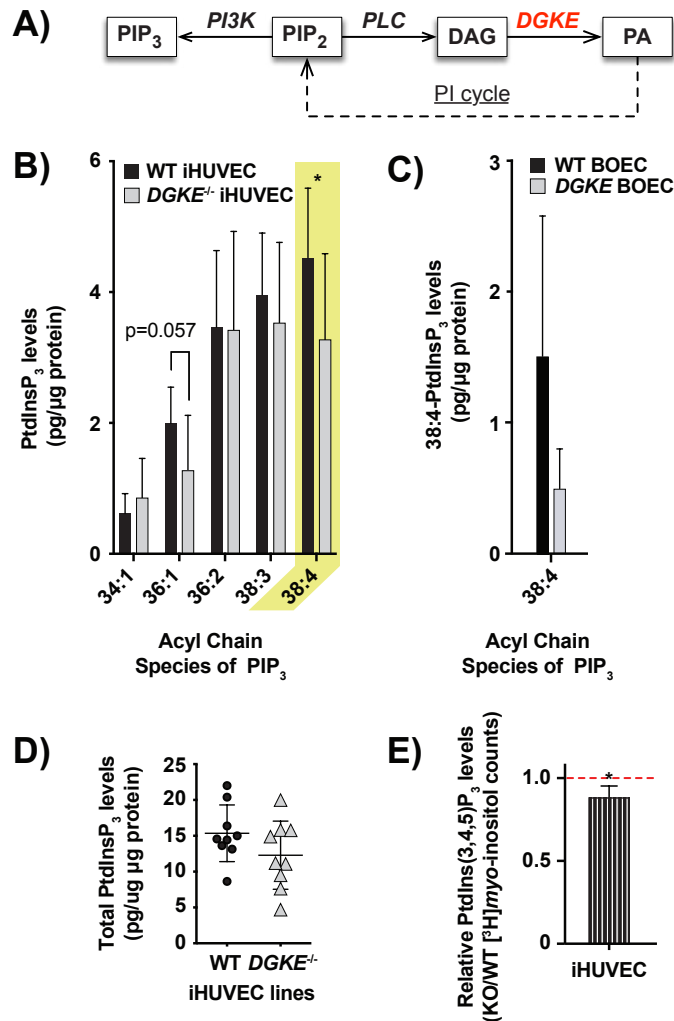 A)
PIP3 PI3K PIP2 PLC DAG DGKE PA
PI cycle
B)
WT iHUVEC
DGKE-/- iHUVEC
*
p=0.057
PtdInsP3 levels
(pg/µg protein)
6
4
2
0
34:1 36:1 36:2 38:3 38:4
Acyl Chain
Species of PIP3
C)
WT BOEC
DGKE BOEC
38:4-PtdInsP3 levels
(pg/µg protein)
3
2
1
0
38:4
Acyl Chain
Species of PIP3
D)
Total PtdInsP3 levels
(pg/ug µg protein)
25
20
15
10
5
0
WT DGKE-/-
iHUVEC lines
E)
Relative PtdIns(3,4,5)P3 levels
(KO/WT [³H]myo-inositol counts)
1.0
0.5
0
*
iHUVEC